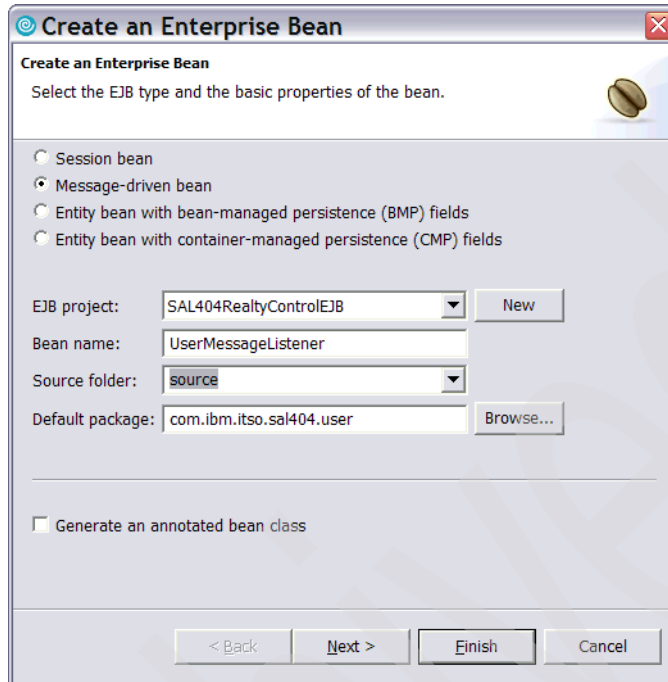 Create an Enterprise Bean
Create an Enterprise Bean
Select the EJB type and the basic properties of the bean.
Session bean
Message-driven bean
Entity bean with bean-managed persistence (BMP) fields
Entity bean with container-managed persistence (CMP) fields
EJB project: SAL404RealtyControlEJB New
Bean name: UserMessageListener
Source folder: source
Default package: com.ibm.itso.sal404.user Browse...
Generate an annotated bean class
< Back Next > Finish Cancel